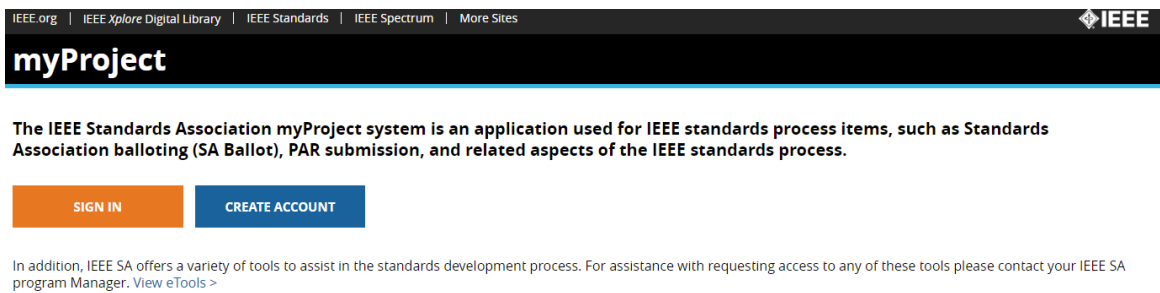 IEEE.org | IEEE Xplore Digital Library | IEEE Standards | IEEE Spectrum | More Sites IEEE
myProject
The IEEE Standards Association myProject system is an application used for IEEE standards process items, such as Standards
Association balloting (SA Ballot), PAR submission, and related aspects of the IEEE standards process.
SIGN IN CREATE ACCOUNT
In addition, IEEE SA offers a variety of tools to assist in the standards development process. For assistance with requesting access to any of these tools please contact your IEEE SA
program Manager. View eTools >